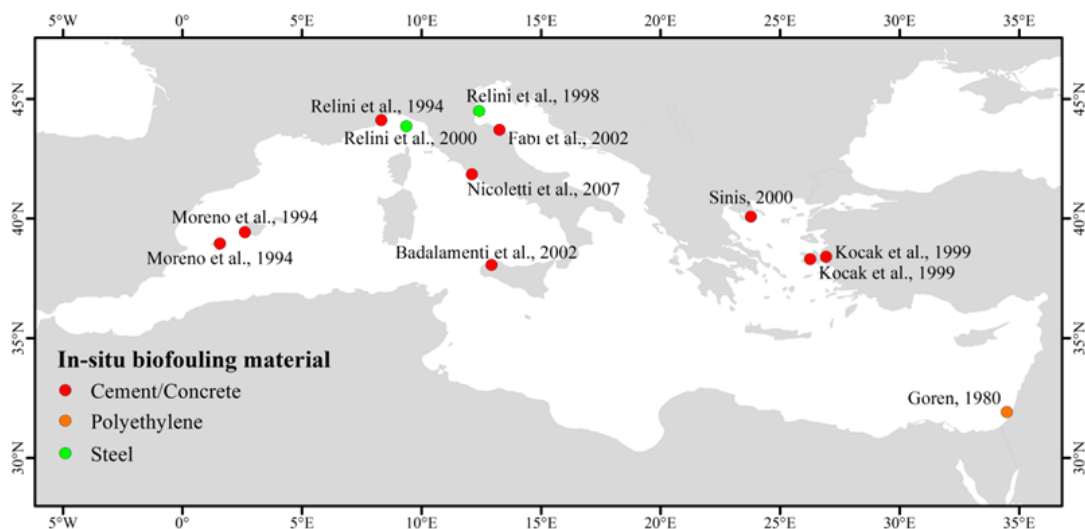 5°W 0° 5°E 10°E 15°E 20°E 25°E 30°E 35°E
45°N 45°N
Relini et al., 1998
Relini et al., 1994
Relini et al., 2000
Fabi et al., 2002
Nicoletti et al., 2007
Sinis, 2000
40°N 40°N
Moreno et al., 1994
Moreno et al., 1994
Badalamenti et al., 2002
Kocak et al., 1999
Kocak et al., 1999
35°N 35°N
In-situ biofouling material
Cement/Concrete
Polyethylene
Steel
Goren, 1980
30°N 30°N
5°W 0° 5°E 10°E 15°E 20°E 25°E 30°E 35°E